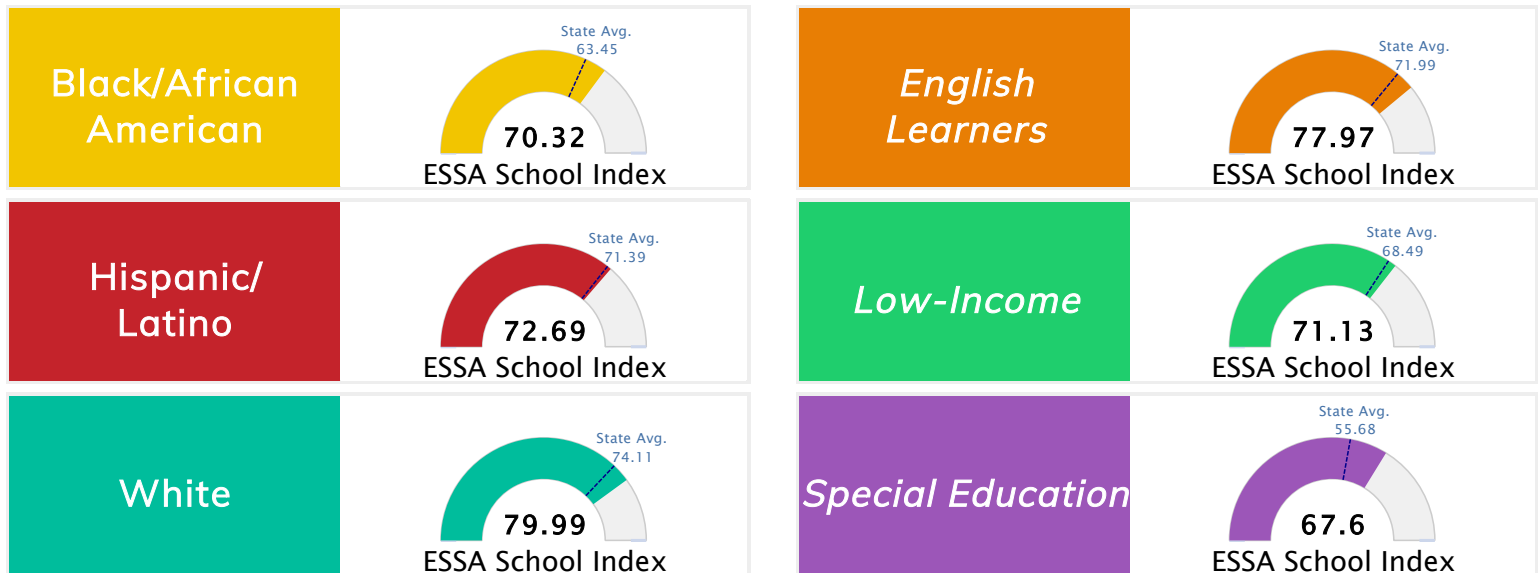 Black/African
American
State Avg.
63.45
70.32
ESSA School Index
English
Learners
State Avg.
71.99
77.97
ESSA School Index
Hispanic/
Latino
State Avg.
71.39
72.69
ESSA School Index
Low-Income
State Avg.
68.49
71.13
ESSA School Index
White
State Avg.
74.11
79.99
ESSA School Index
Special Education
State Avg.
55.68
67.6
ESSA School Index